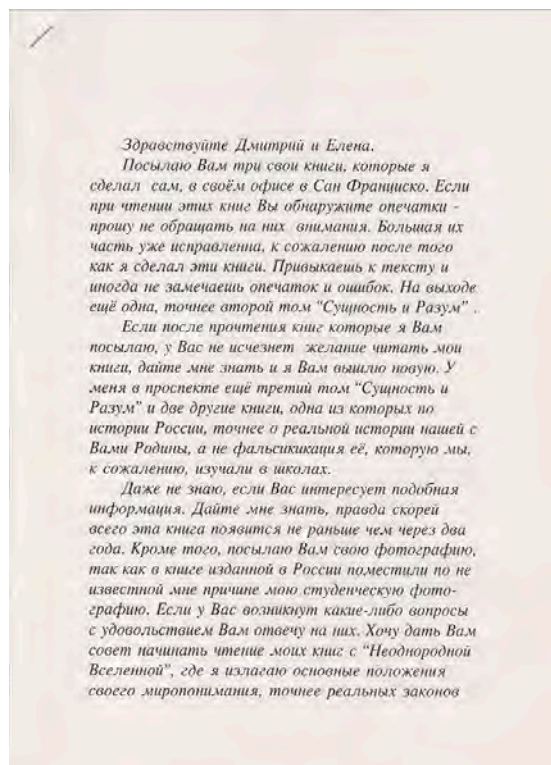 Здравствуйте Дмитрий и Елена.
Посылаю Вам три свои книги, которые я
сделал сам, в своём офисе в Сан Франциско. Если
при чтении этих книг Вы обнаружите опечатки -
прошу не обращать на них внимания. Большая их
часть уже исправленна, к сожалению после того
как я сделал эти книги. Привыкаешь к тексту и
иногда не замечаешь опечаток и ошибок. На выходе
ещё одна, точнее второй том “Сущность и Разум” .
Если после прочтения книг которые я Вам
посылаю, у Вас не исчезнет желание читать мои
книги, дайте мне знать и я Вам вышлю новую. У
меня в проспекте ещё третий том “Сущность и
Разум” и две другие книги, одна из которых по
истории России, точнее о реальной истории нашей с
Вами Родины, а не фальсикикация её, которую мы,
к сожалению, изучали в школах.
Даже не знаю, если Вас интересует подобная
информация. Дайте мне знать, правда скорей
всего эта книга появится не раньше чем через два
года. Кроме того, посылаю Вам свою фотографию,
так как в книге изданной в России поместили по не
известной мне причине мою студенческую фото-
графию. Если у Вас возникнут какие-либо вопросы
с удовольствием Вам отвечу на них. Хочу дать Вам
совет начинать чтение моих книг с “Неоднородной
Вселенной”, где я излагаю основные положения
своего миропонимания, точнее реальных законов